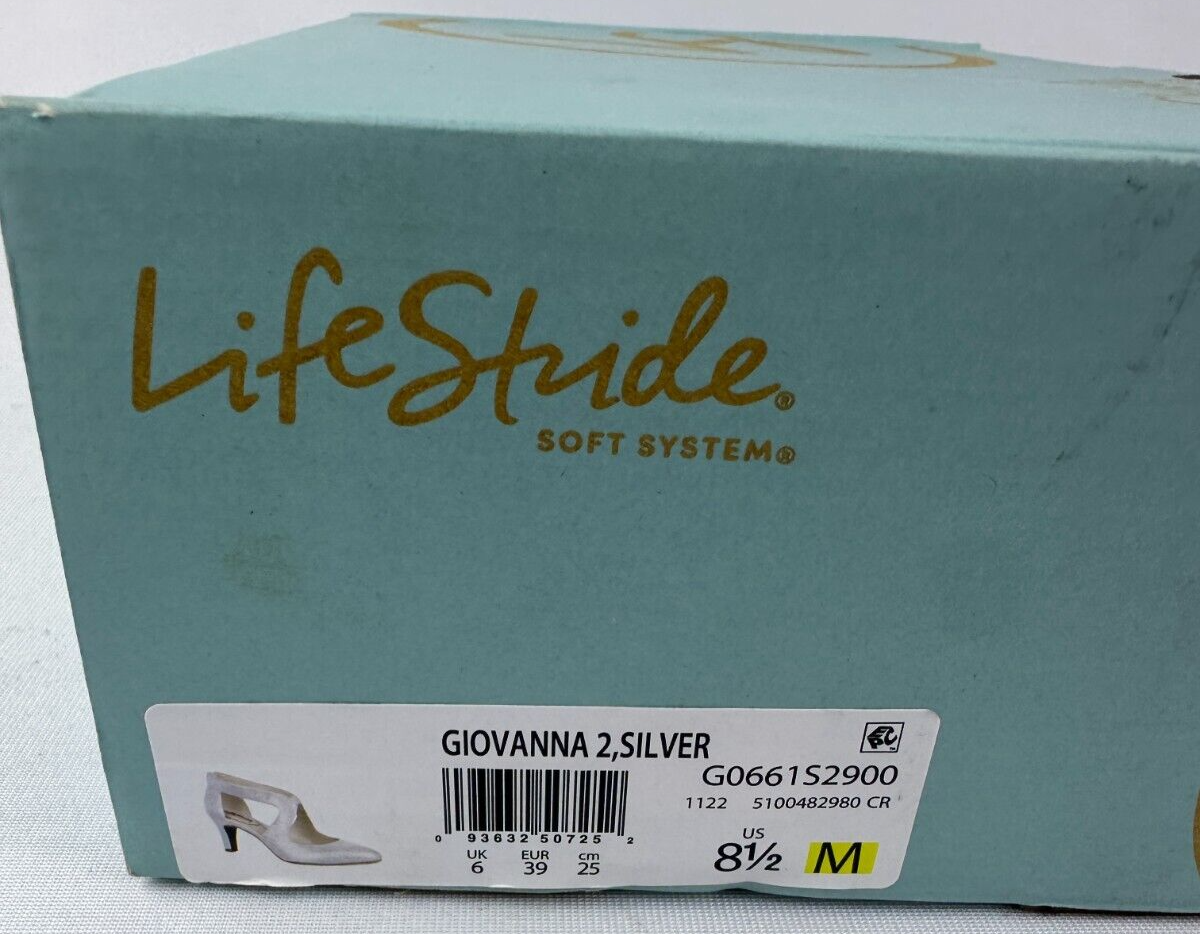 LifeStride®
SOFT SYSTEM®
GIOVANNA 2,SILVER
EPC™
G0661S2900
1122 5100482980 CR
0 93632 50725 2
UK EUR cm
6 39 25
US
8½ M